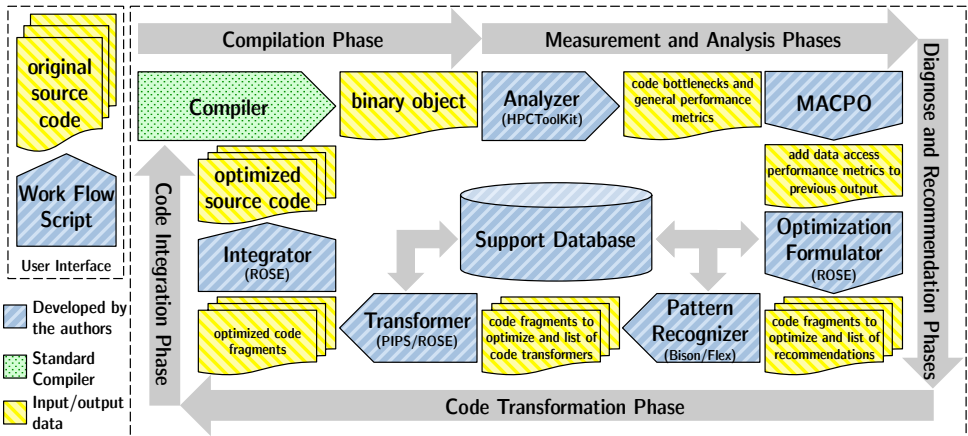 original
source
code
Work Flow
Script
User Interface
Developed by
the authors
Standard
Compiler
Input/output
data
Compilation Phase
Measurement and Analysis Phases
Diagnose and Recommendation Phases
Code Transformation Phase
Code Integration Phase
Compiler
binary object
Analyzer
(HPCToolKit)
code bottlenecks and
general performance
metrics
MACPO
add data access
performance metrics to
previous output
Optimization
Formulator
(ROSE)
code fragments to
optimize and list of
recommendations
Pattern
Recognizer
(Bison/Flex)
code fragments to
optimize and list of
code transformers
Transformer
(PIPS/ROSE)
optimized code
fragments
Integrator
(ROSE)
optimized
source code
Support Database